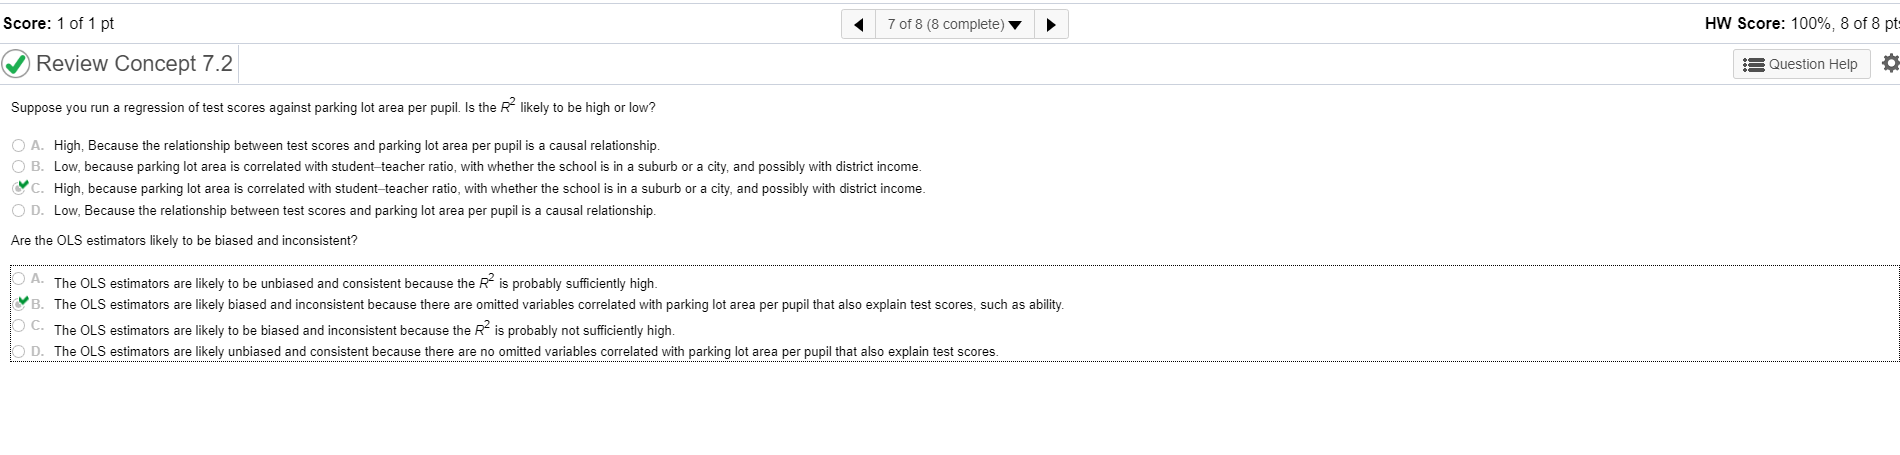 Score: 1 of 1 pt
7 of 8 (8 complete)
HW Score: 100%, 8 of 8 pts
Review Concept 7.2
Question Help
Suppose you run a regression of test scores against parking lot area per pupil. Is the R² likely to be high or low?
A. High, Because the relationship between test scores and parking lot area per pupil is a causal relationship.
B. Low, because parking lot area is correlated with student–teacher ratio, with whether the school is in a suburb or a city, and possibly with district income.
C. High, because parking lot area is correlated with student–teacher ratio, with whether the school is in a suburb or a city, and possibly with district income.
D. Low, Because the relationship between test scores and parking lot area per pupil is a causal relationship.
Are the OLS estimators likely to be biased and inconsistent?
A. The OLS estimators are likely to be unbiased and consistent because the R² is probably sufficiently high.
B. The OLS estimators are likely biased and inconsistent because there are omitted variables correlated with parking lot area per pupil that also explain test scores, such as ability.
C. The OLS estimators are likely to be biased and inconsistent because the R² is probably not sufficiently high.
D. The OLS estimators are likely unbiased and consistent because there are no omitted variables correlated with parking lot area per pupil that also explain test scores.